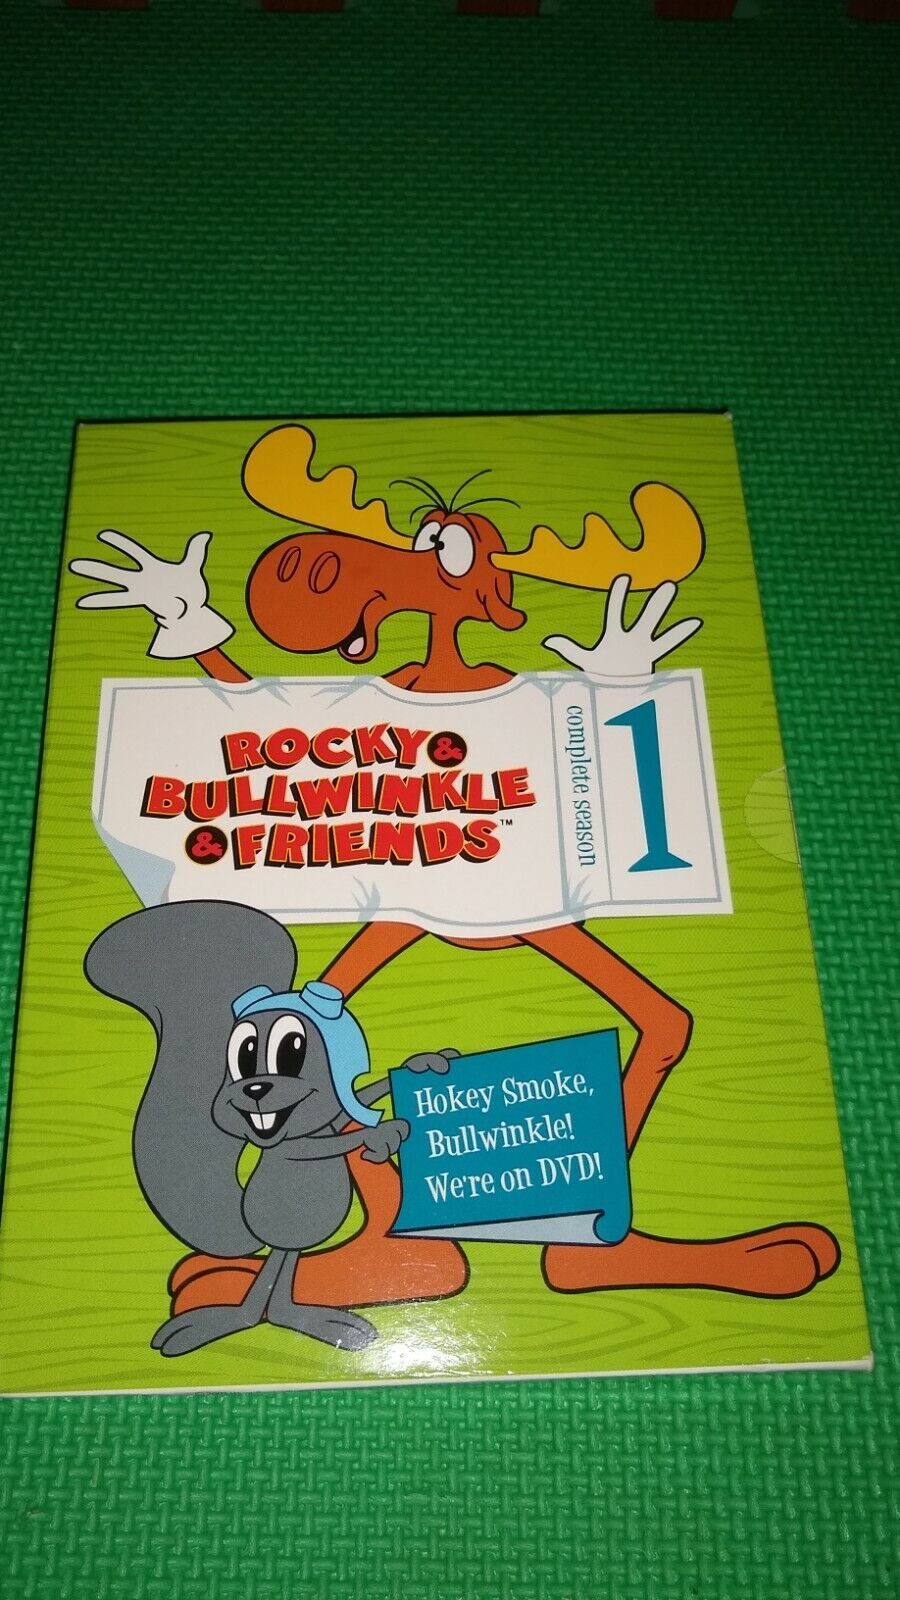 ROCKY &
BULLWINKLE
& FRIENDS™
complete season
1
Hokey Smoke,
Bullwinkle!
We're on DVD!